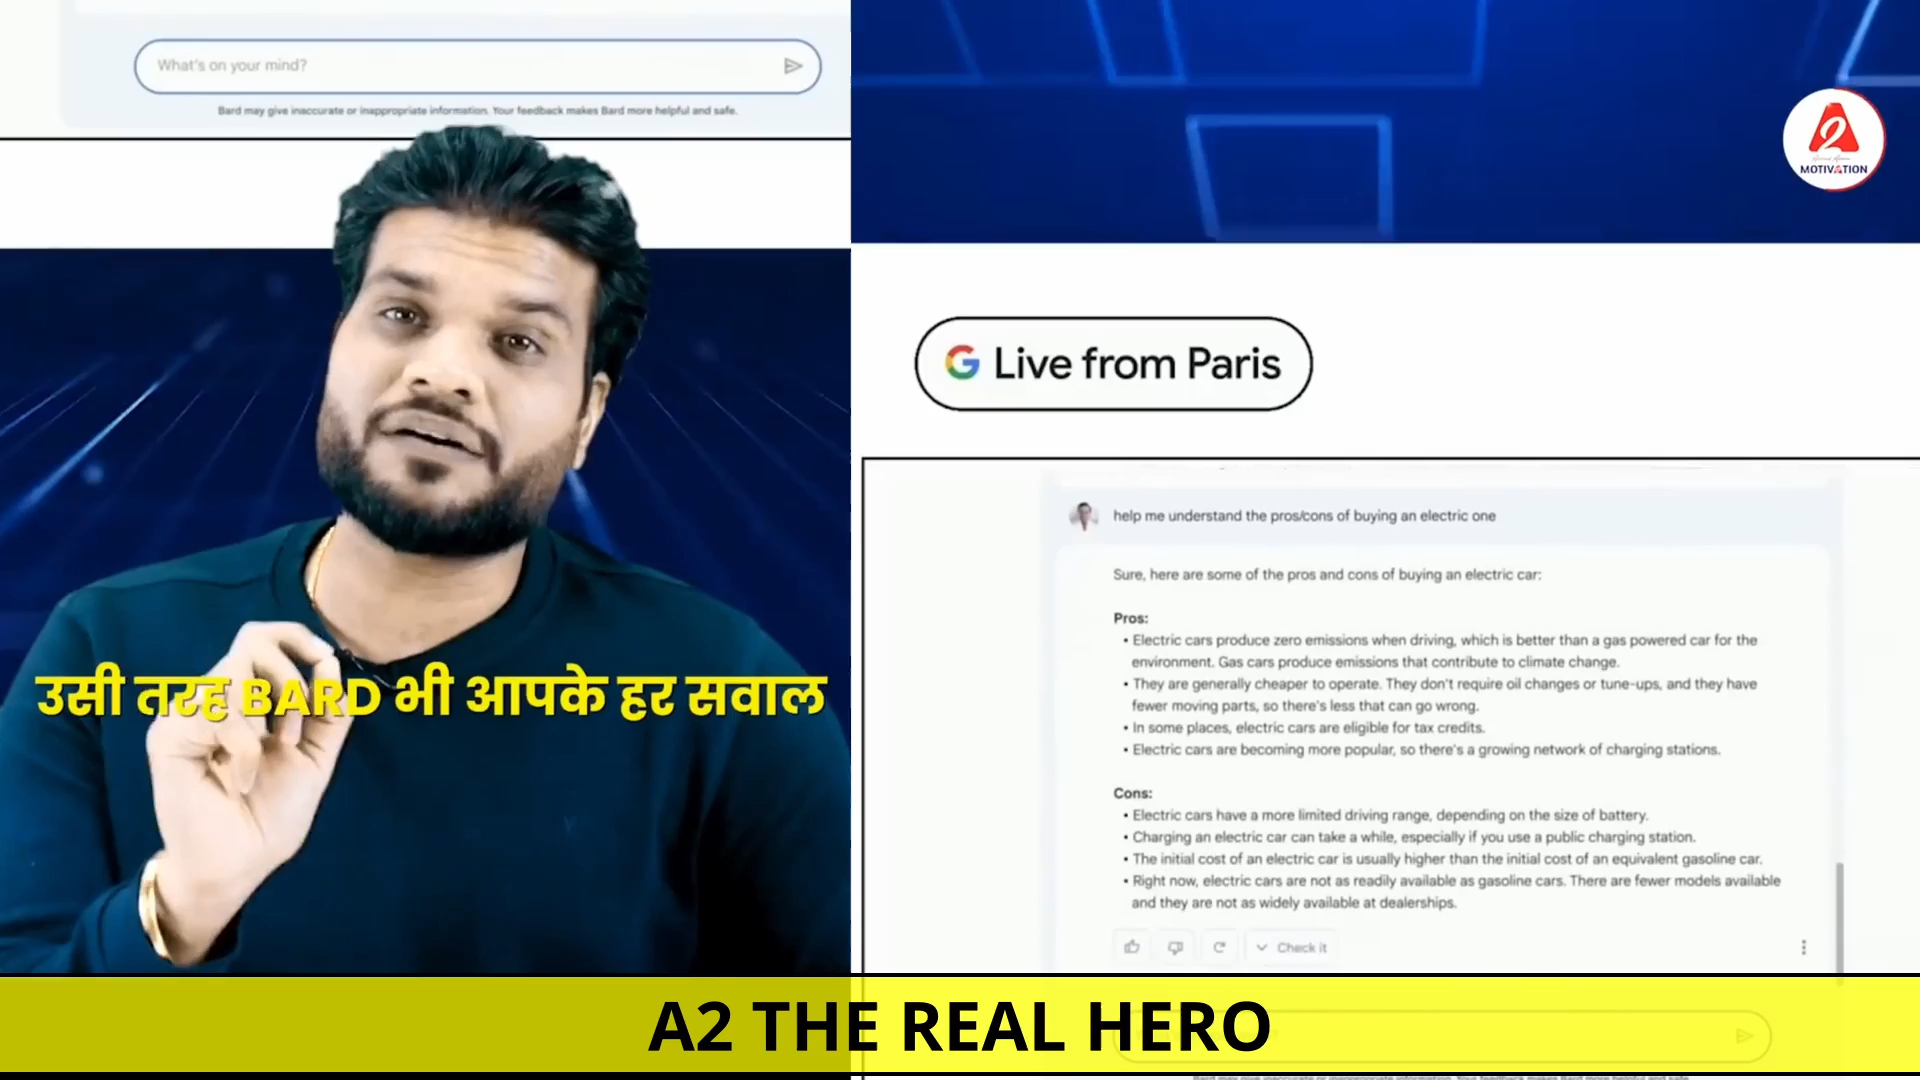 What's on your mind?
Bard may give inaccurate or inappropriate information. Your feedback makes Bard more helpful and safe.
उसी तरह BARD भी आपके हर सवाल
A2
MOTIVATION
Live from Paris
help me understand the pros/cons of buying an electric one
Sure, here are some of the pros and cons of buying an electric car:
Pros:
• Electric cars produce zero emissions when driving, which is better than a gas powered car for the
environment. Gas cars produce emissions that contribute to climate change.
• They are generally cheaper to operate. They don't require oil changes or tune-ups, and they have
fewer moving parts, so there's less that can go wrong.
• In some places, electric cars are eligible for tax credits.
• Electric cars are becoming more popular, so there's a growing network of charging stations.
Cons:
• Electric cars have a more limited driving range, depending on the size of battery.
• Charging an electric car can take a while, especially if you use a public charging station.
• The initial cost of an electric car is usually higher than the initial cost of an equivalent gasoline car.
• Right now, electric cars are not as readily available as gasoline cars. There are fewer models available
and they are not as widely available at dealerships.
Check it
A2 THE REAL HERO